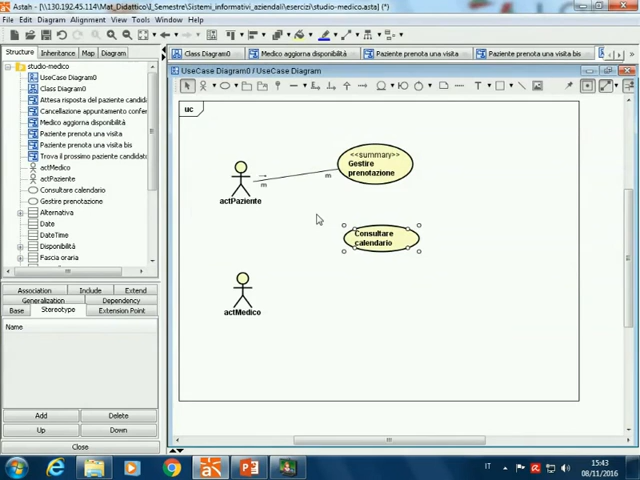 Astah - [\\130.192.45.114\Mat_Didattico\I_Semestre\Sistemi_informativi_aziendali\esercizi\studio-medico.asta] (*)
File Edit Diagram Alignment View Tools Window Help
Structure Inheritance Map Diagram
Class Diagram0 Medico aggiorna disponibilità Paziente prenota una visita Paziente prenota una visita bis
UseCase Diagram0 / UseCase Diagram
studio-medico
UseCase Diagram0
Class Diagram0
Attesa risposta del paziente candida
Cancellazione appuntamento confer
Medico aggiorna disponibilità
Paziente prenota una visita
Paziente prenota una visita bis
Trova il prossimo paziente candidat
actMedico
actPaziente
Consultare calendario
Gestire prenotazione
Alternativa
Date
DateTime
Disponibilità
Fascia oraria
uc
<<summary>>
Gestire
prenotazione
m
m
actPaziente
Consultare
calendario
actMedico
Association Include Extend
Generalization Dependency
Base Stereotype Extension Point
Name
Add Delete
Up Down
Close
IT
15:43
08/11/2016